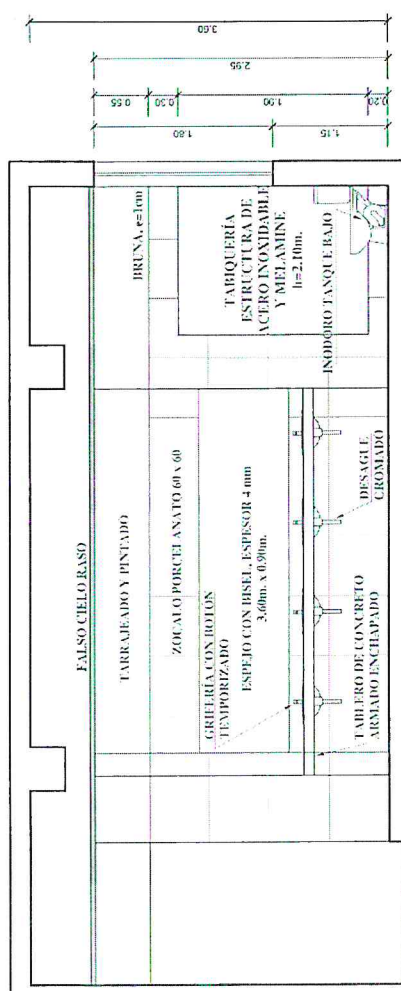 FALSO CIELO RASO
TARRAJEADO Y PINTADO
BRUNA, e=1cm
ZOCALO PORCELANATO 60 x 60
GRIFERÍA CON BOTON
TEMPORIZADO
ESPEJO CON BISEL, ESPESOR 4 mm
3.60m. x 0.90m.
TABIQUERÍA
ESTRUCTURA DE
ACERO INOXIDABLE
Y MELAMINE
h=2.10m.
INODORO TANQUE BAJO
TABLERO DE CONCRETO
ARMADO ENCHAPADO
DESAGUE
CROMADO
1.80
1.15
0.55
0.30
1.90
0.20
2.95
3.60